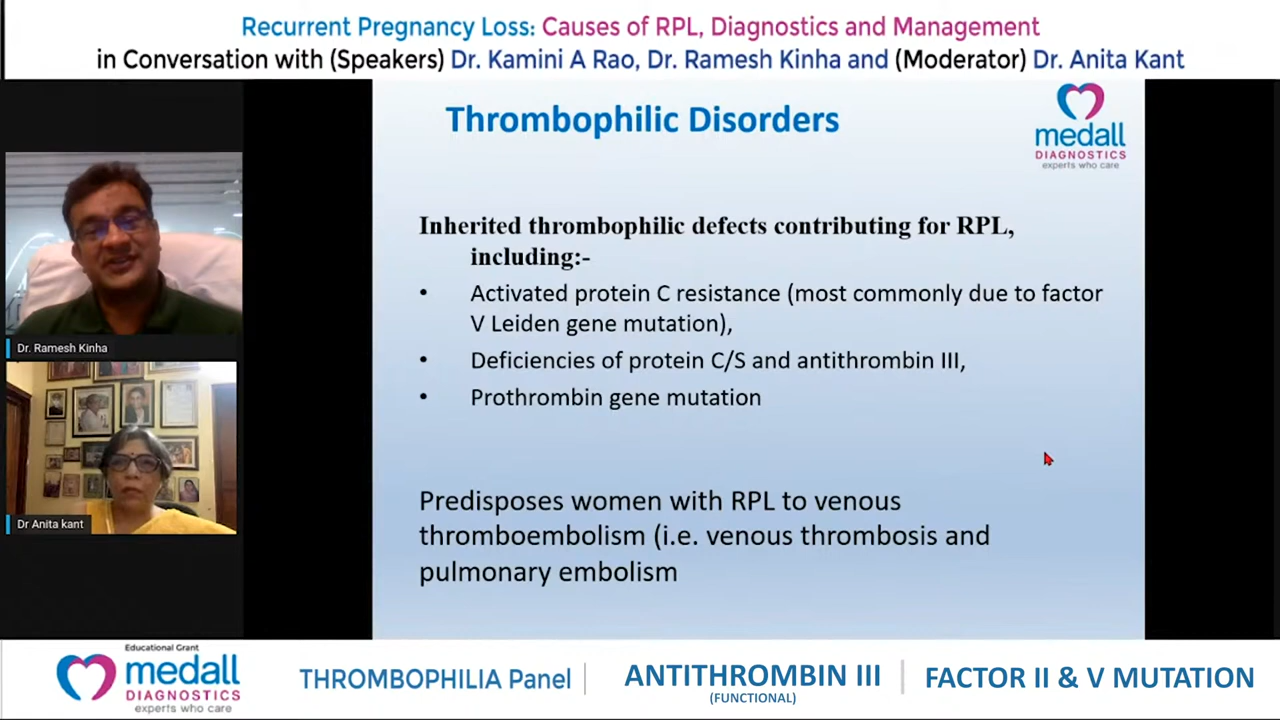 Recurrent Pregnancy Loss: Causes of RPL, Diagnostics and Management
in Conversation with (Speakers) Dr. Kamini A Rao, Dr. Ramesh Kinha and (Moderator) Dr. Anita Kant
Thrombophilic Disorders
medall
DIAGNOSTICS
experts who care
Inherited thrombophilic defects contributing for RPL,
including:-
• Activated protein C resistance (most commonly due to factor
V Leiden gene mutation),
• Deficiencies of protein C/S and antithrombin III,
• Prothrombin gene mutation
Predisposes women with RPL to venous
thromboembolism (i.e. venous thrombosis and
pulmonary embolism
Dr. Ramesh Kinha
Dr Anita kant
Educational Grant
medall
DIAGNOSTICS
experts who care
THROMBOPHILIA Panel
ANTITHROMBIN III
(FUNCTIONAL)
FACTOR II & V MUTATION